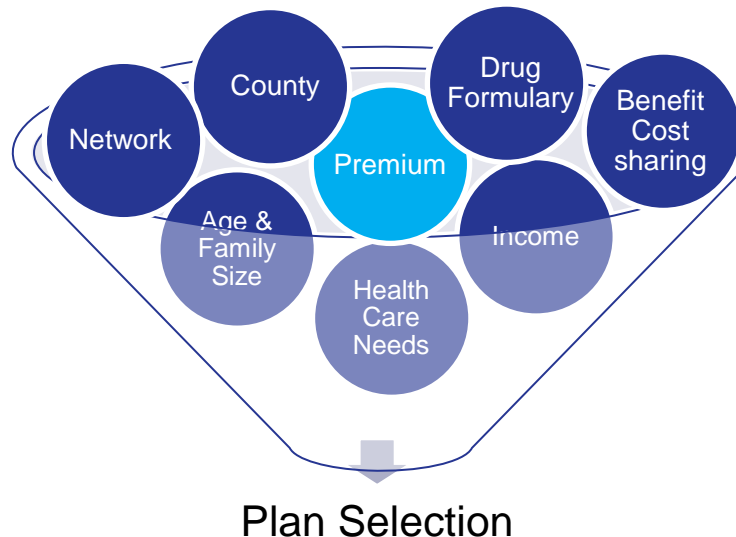 Network
County
Premium
Drug
Formulary
Benefit
Cost
sharing
Age &
Family
Size
Health
Care
Needs
Income
Plan Selection